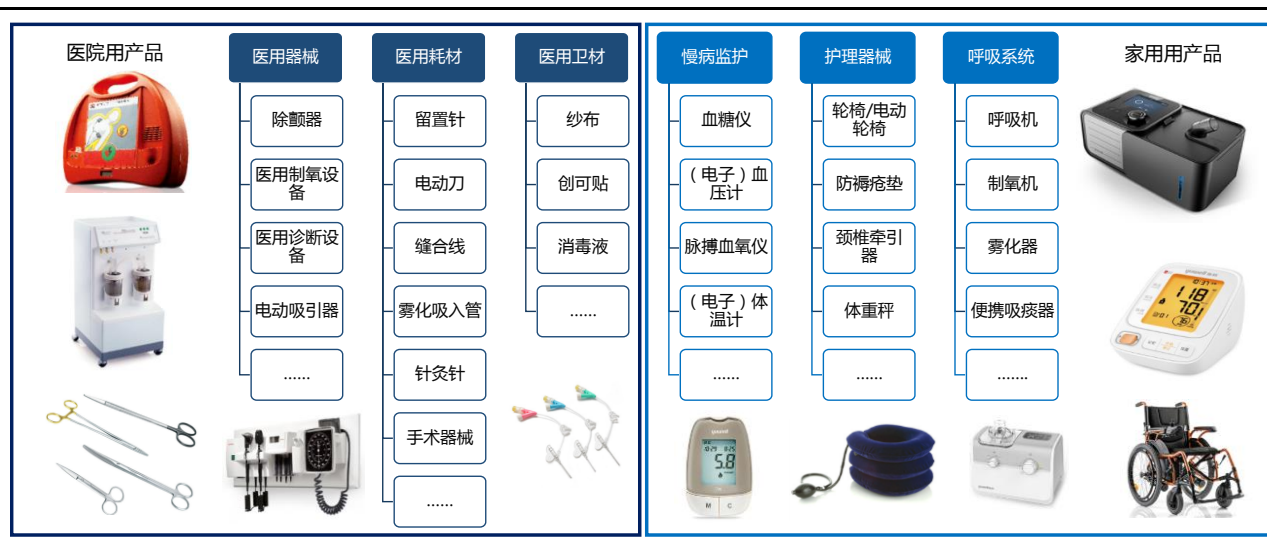 医院用产品
医用器械
除颤器
医用制氧设
备
医用诊断设
备
电动吸引器
......
医用耗材
留置针
电动刀
缝合线
雾化吸入管
针灸针
手术器械
......
医用卫材
纱布
创可贴
消毒液
......
慢病监护
血糖仪
（电子）血
压计
脉搏血氧仪
（电子）体
温计
......
护理器械
轮椅/电动
轮椅
防褥疮垫
颈椎牵引
器
体重秤
......
呼吸系统
呼吸机
制氧机
雾化器
便携吸痰器
.......
家用用产品
118
701
10-29 8:25
5.8
M C